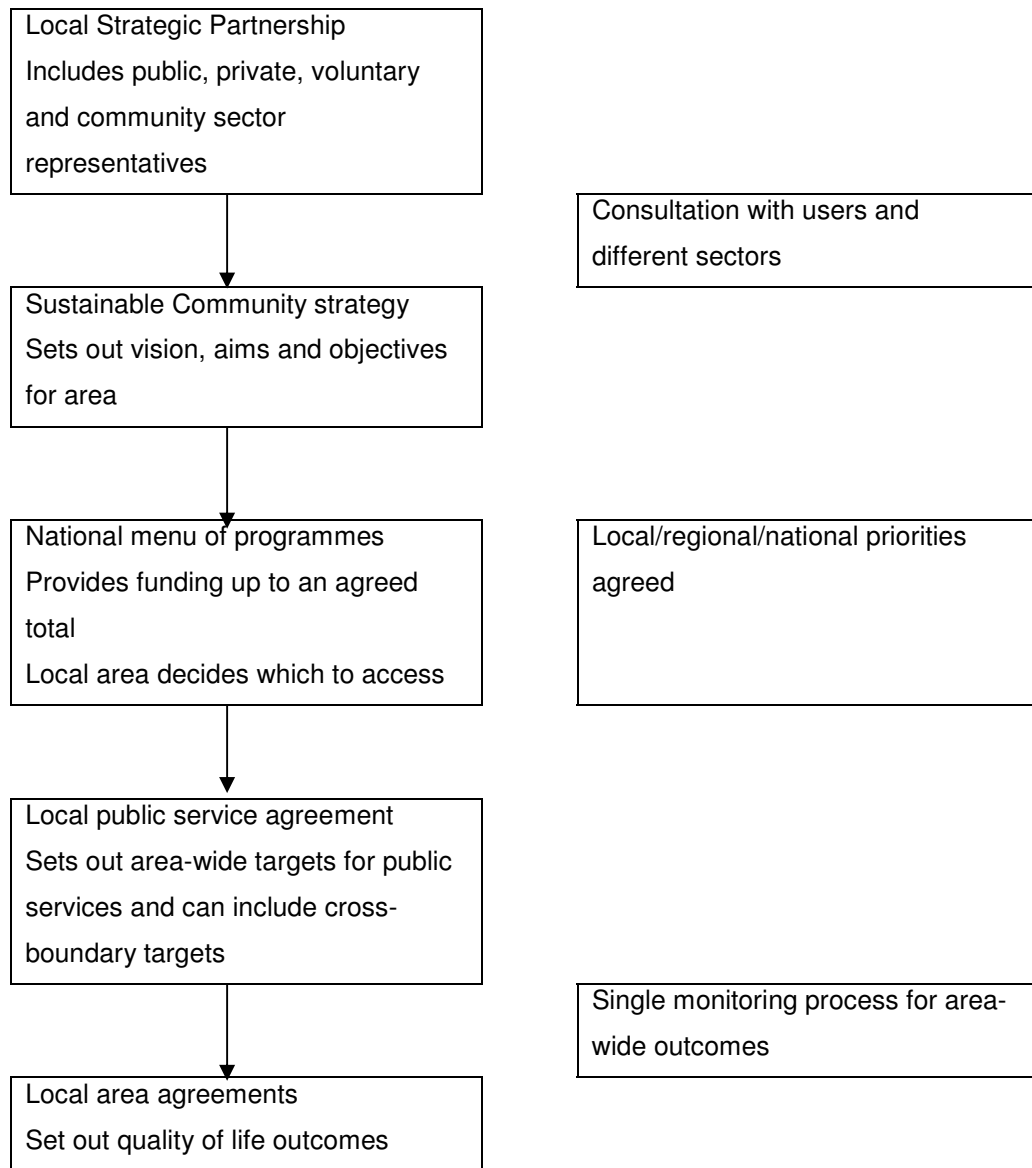 Local Strategic Partnership
Includes public, private, voluntary
and community sector
representatives
Consultation with users and
different sectors
Sustainable Community strategy
Sets out vision, aims and objectives
for area
National menu of programmes
Provides funding up to an agreed
total
Local area decides which to access
Local/regional/national priorities
agreed
Local public service agreement
Sets out area-wide targets for public
services and can include cross-
boundary targets
Single monitoring process for area-
wide outcomes
Local area agreements
Set out quality of life outcomes